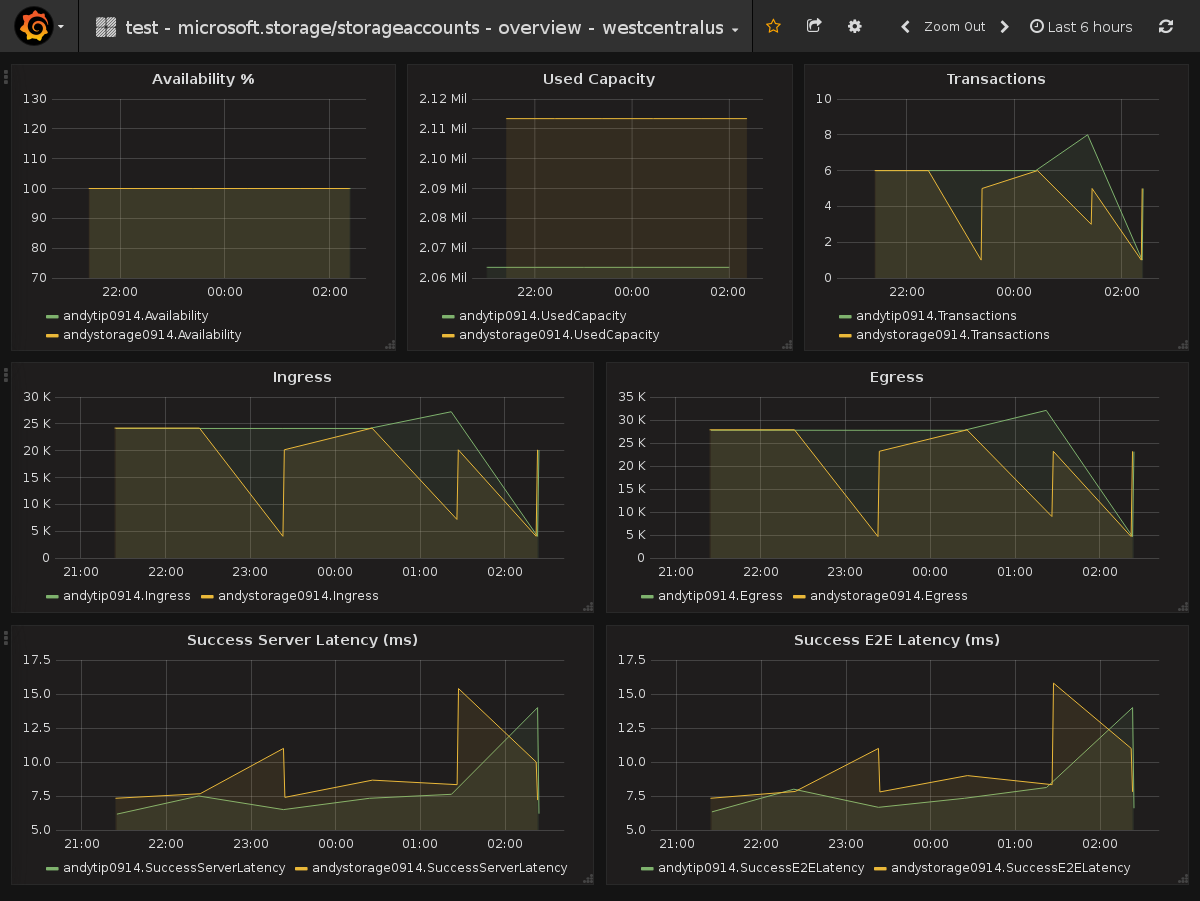 test - microsoft.storage/storageaccounts - overview - westcentralus
Zoom Out
Last 6 hours
Availability %
130
120
110
100
90
80
70
22:00 00:00 02:00
andytip0914.Availability
andystorage0914.Availability
Used Capacity
2.12 Mil
2.11 Mil
2.10 Mil
2.09 Mil
2.08 Mil
2.07 Mil
2.06 Mil
22:00 00:00 02:00
andytip0914.UsedCapacity
andystorage0914.UsedCapacity
Transactions
10
8
6
4
2
0
22:00 00:00 02:00
andytip0914.Transactions
andystorage0914.Transactions
Ingress
30 K
25 K
20 K
15 K
10 K
5 K
0
21:00 22:00 23:00 00:00 01:00 02:00
andytip0914.Ingress andystorage0914.Ingress
Egress
35 K
30 K
25 K
20 K
15 K
10 K
5 K
0
21:00 22:00 23:00 00:00 01:00 02:00
andytip0914.Egress andystorage0914.Egress
Success Server Latency (ms)
17.5
15.0
12.5
10.0
7.5
5.0
21:00 22:00 23:00 00:00 01:00 02:00
andytip0914.SuccessServerLatency andystorage0914.SuccessServerLatency
Success E2E Latency (ms)
17.5
15.0
12.5
10.0
7.5
5.0
21:00 22:00 23:00 00:00 01:00 02:00
andytip0914.SuccessE2ELatency andystorage0914.SuccessE2ELatency